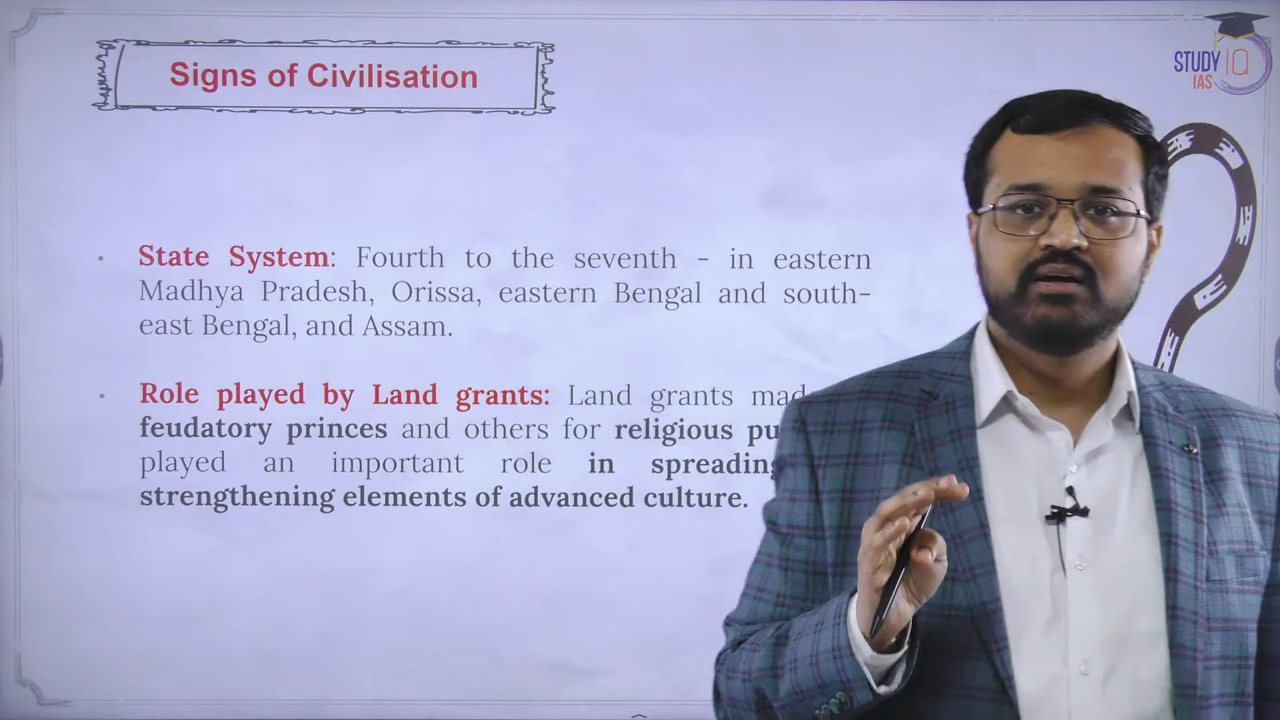 Signs of Civilisation
STUDY IQ
IAS
State System: Fourth to the seventh - in eastern
Madhya Pradesh, Orissa, eastern Bengal and south-
east Bengal, and Assam.
Role played by Land grants: Land grants
feudatory princes and others for religious
played an important role in spreading
strengthening elements of advanced culture.